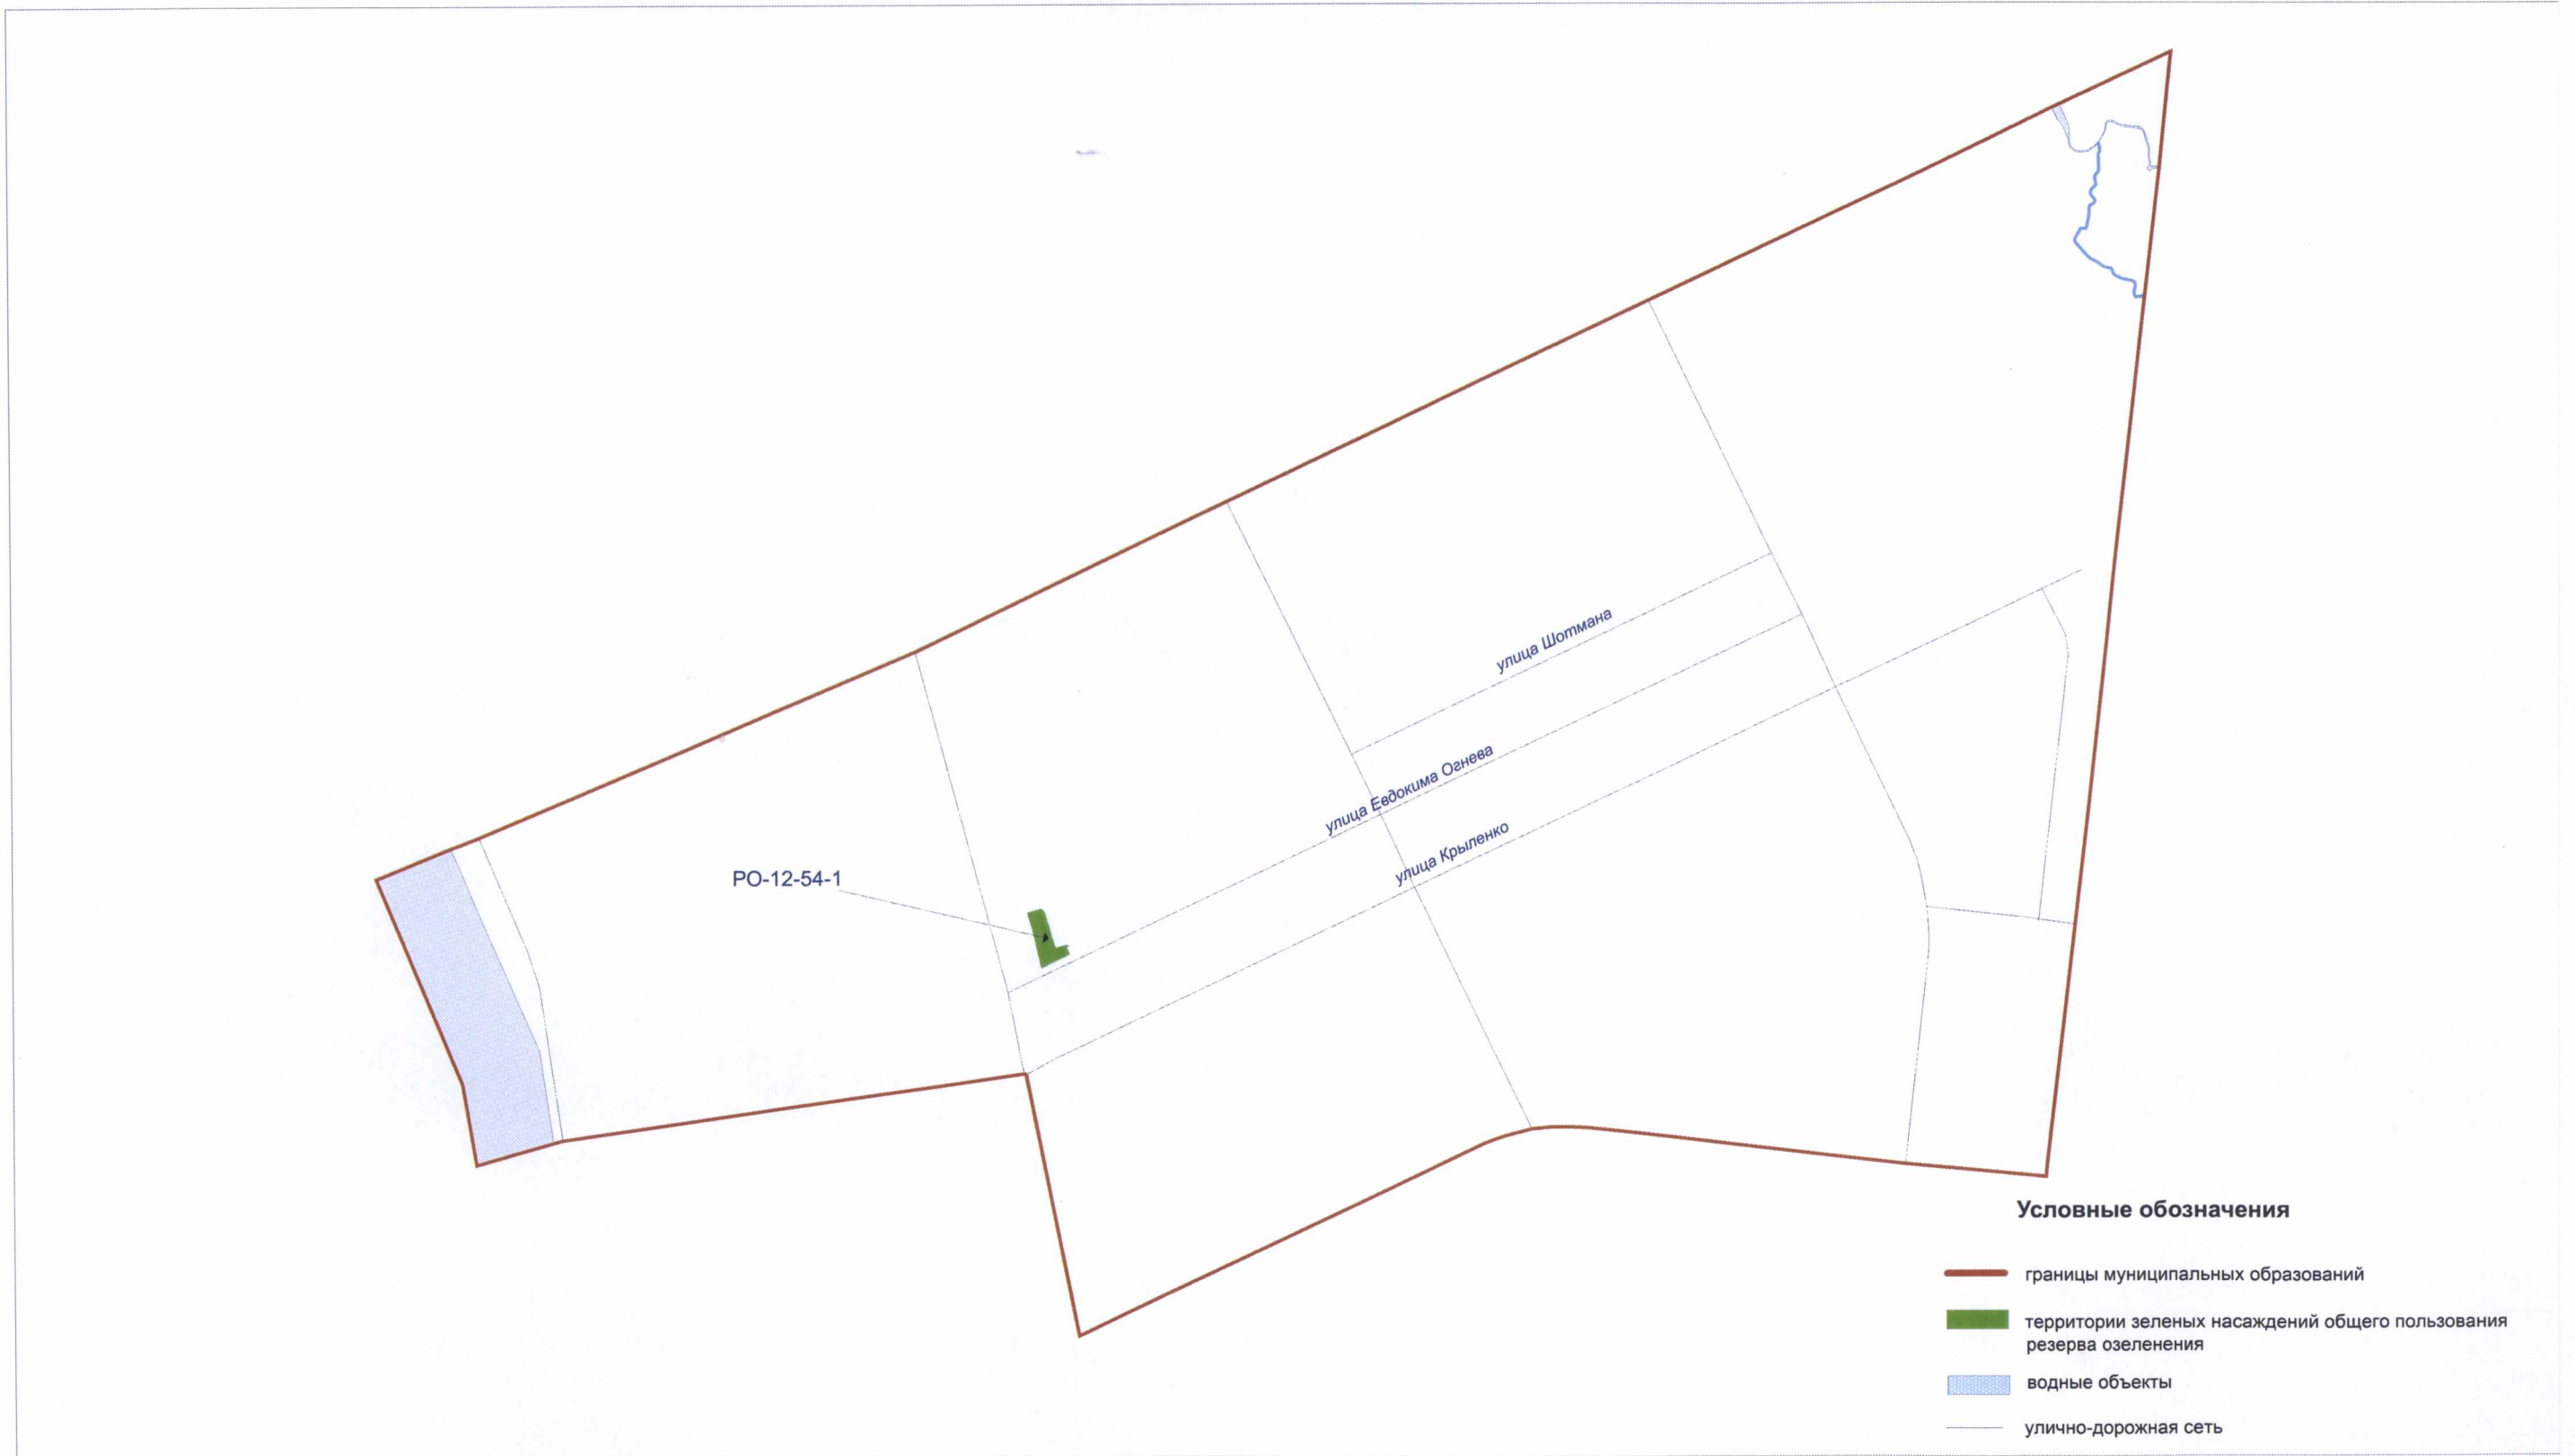 улица Шотмана
улица Евдокима Огнева
улица Крыленко
РО-12-54-1
Условные обозначения
границы муниципальных образований
территории зеленых насаждений общего пользования
резерва озеленения
водные объекты
улично-дорожная сеть